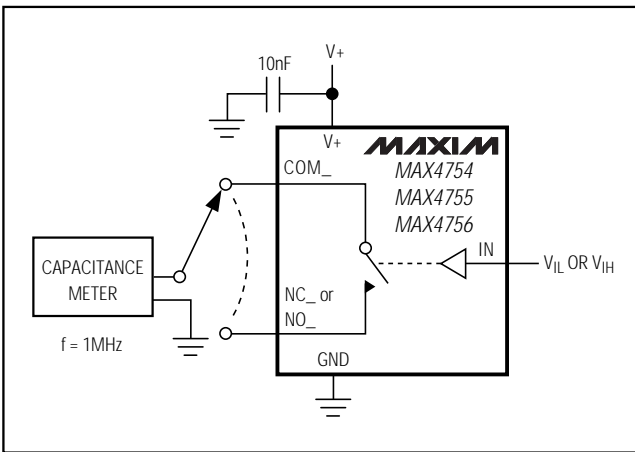 V+
10nF
V+
MAXIM
COM_
MAX4754
MAX4755
MAX4756
IN
V_IL OR V_IH
CAPACITANCE
METER
NC_ or
NO_
f = 1MHz
GND